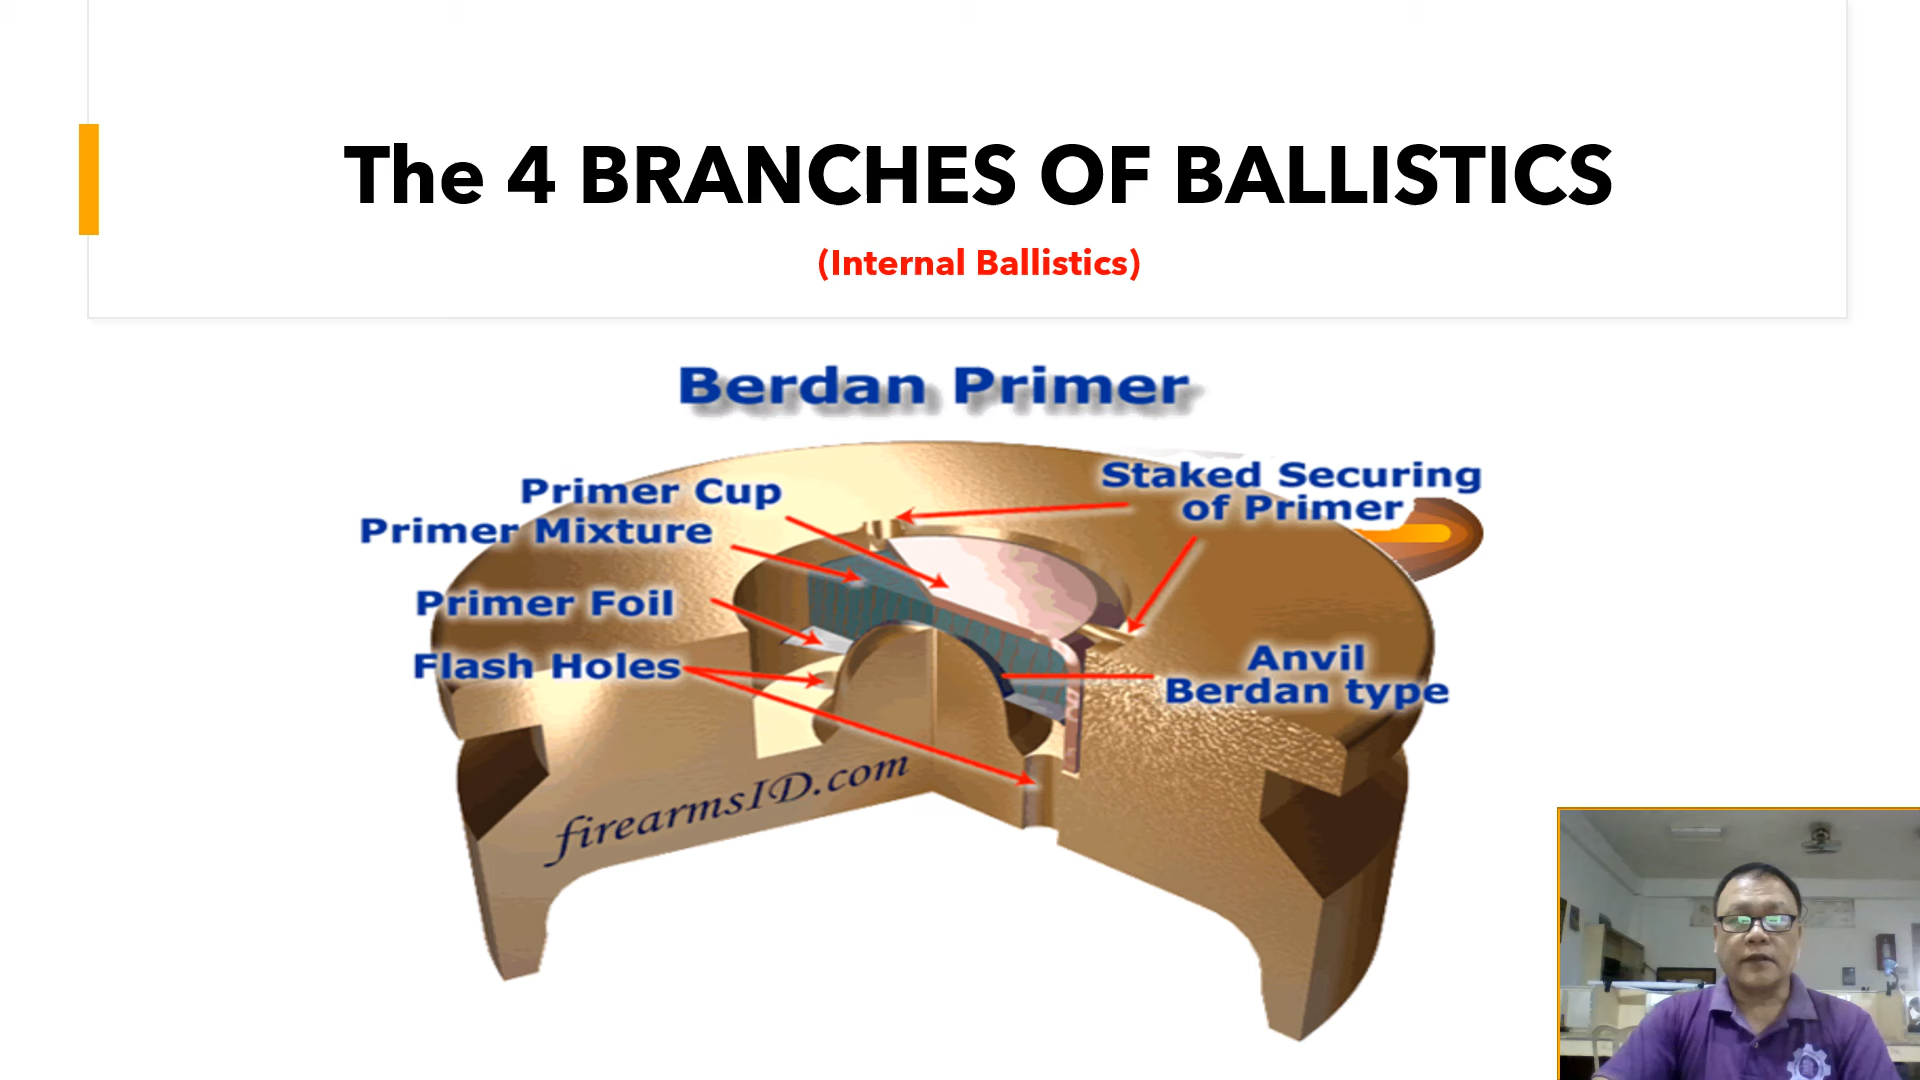 The 4 BRANCHES OF BALLISTICS
(Internal Ballistics)
Berdan Primer
Primer Cup
Primer Mixture
Primer Foil
Flash Holes
Staked Securing
of Primer
Anvil
Berdan type
firearmsID.com